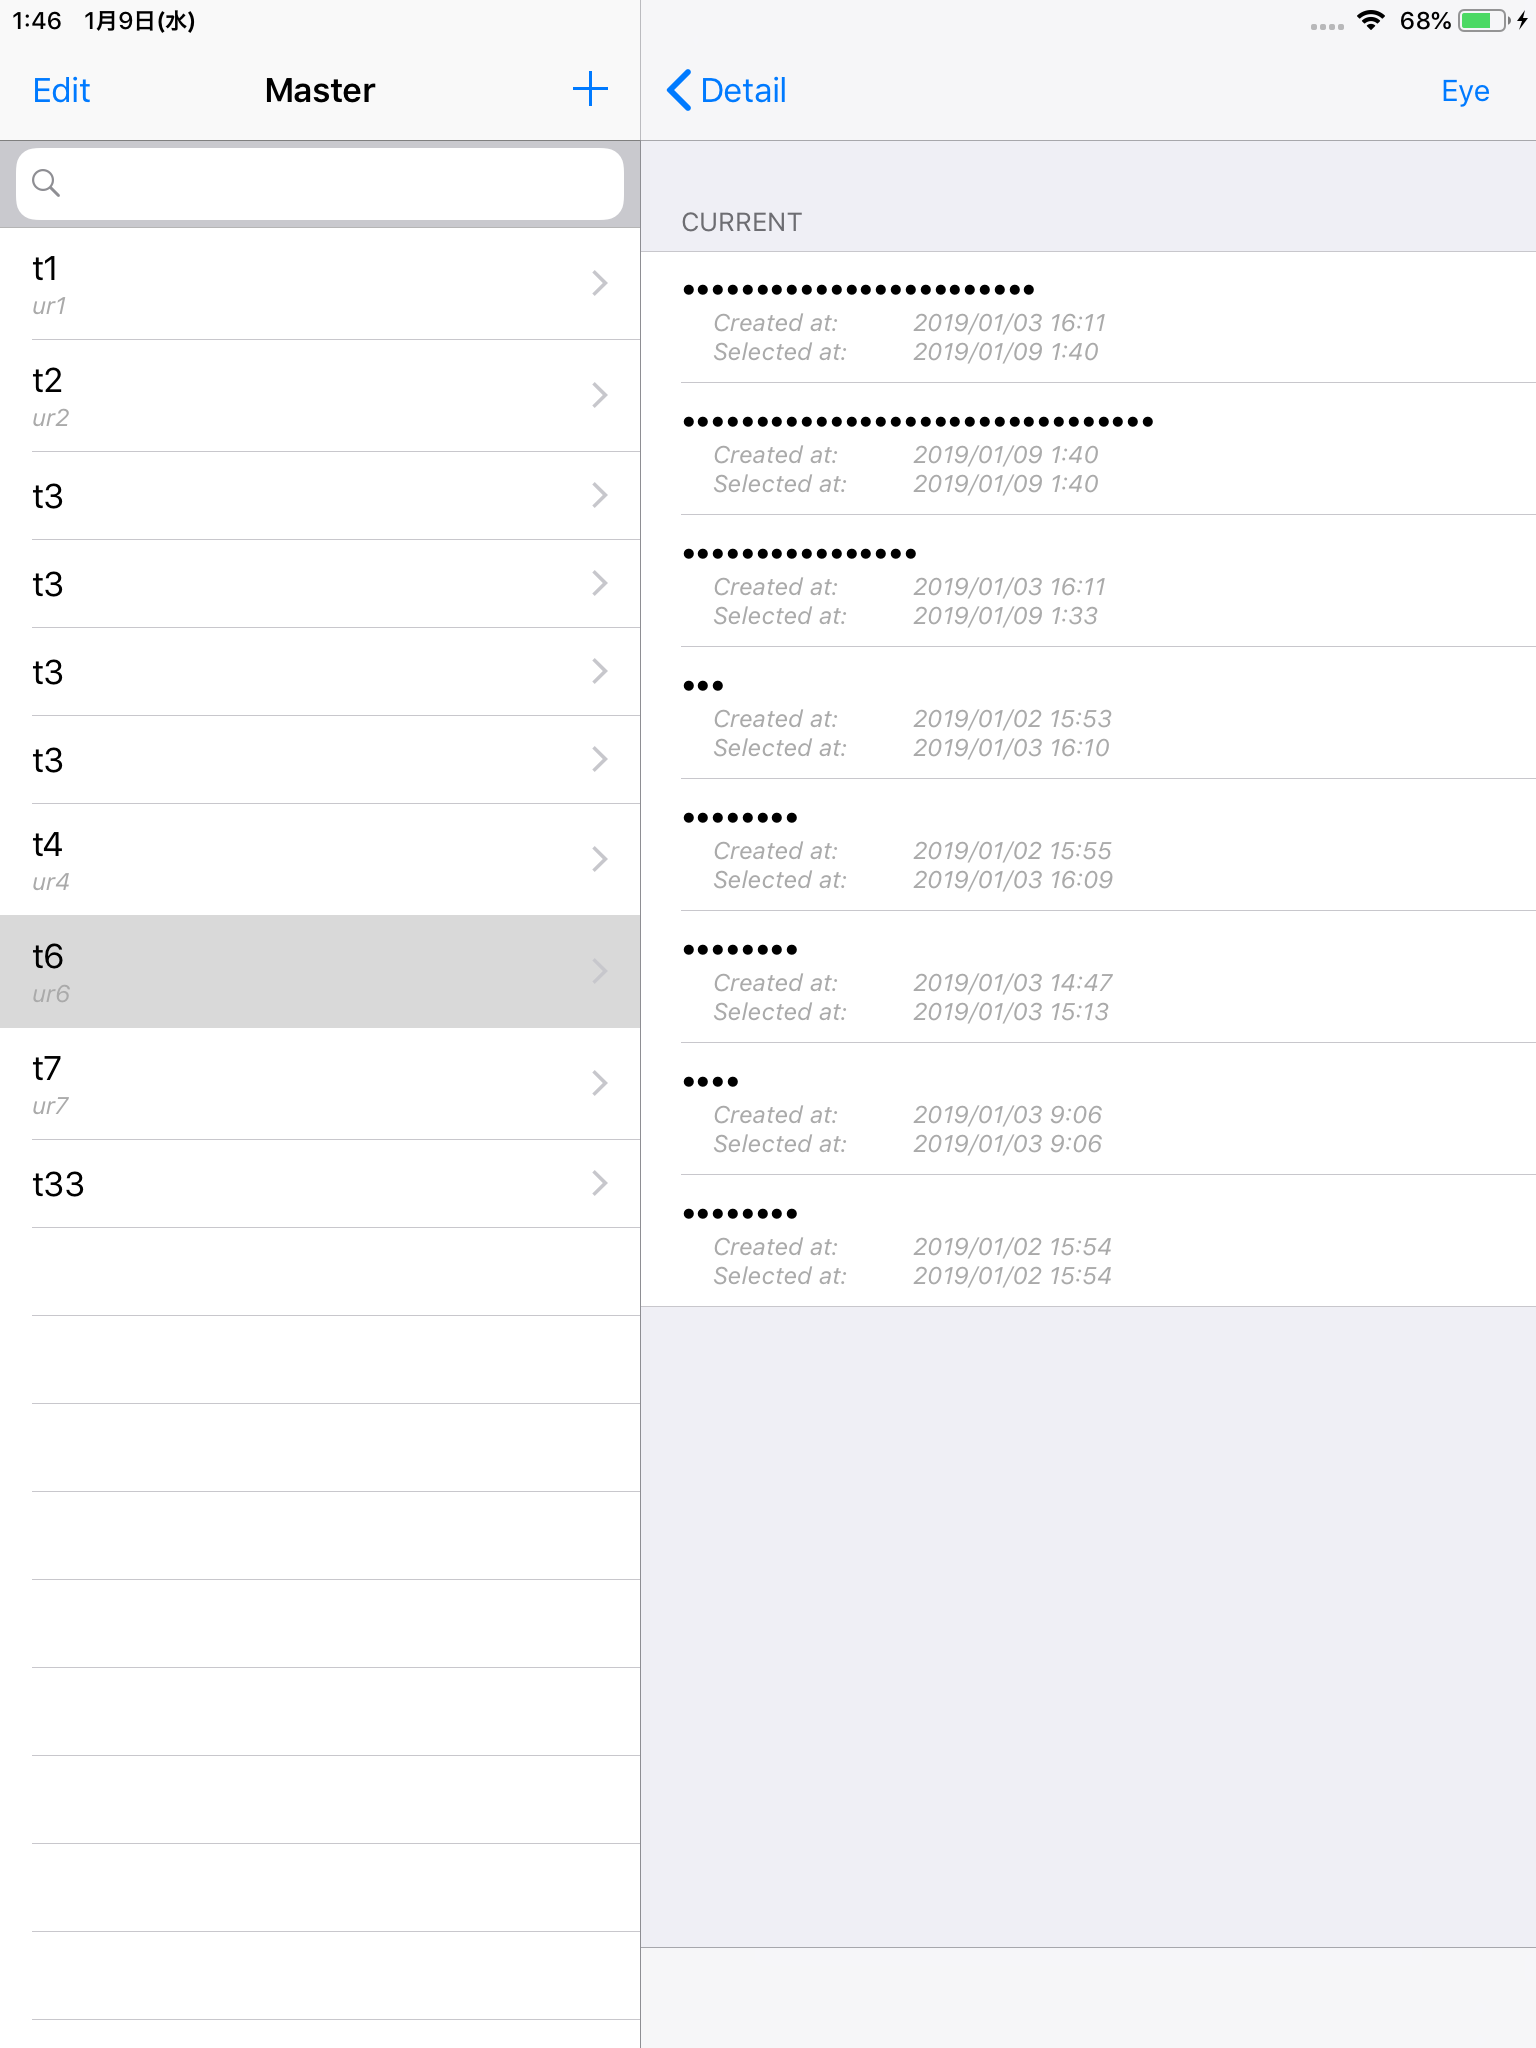 1:46 1月9日(水)
68%
Edit
Master
Detail
Eye
t1
ur1
t2
ur2
t3
t3
t3
t3
t4
ur4
t6
ur6
t7
ur7
t33
CURRENT
••••••••••••••••••••••••
Created at: 2019/01/03 16:11
Selected at: 2019/01/09 1:40
••••••••••••••••••••••••••••••••
Created at: 2019/01/09 1:40
Selected at: 2019/01/09 1:40
••••••••••••••••
Created at: 2019/01/03 16:11
Selected at: 2019/01/09 1:33
•••
Created at: 2019/01/02 15:53
Selected at: 2019/01/03 16:10
••••••••
Created at: 2019/01/02 15:55
Selected at: 2019/01/03 16:09
••••••••
Created at: 2019/01/03 14:47
Selected at: 2019/01/03 15:13
••••
Created at: 2019/01/03 9:06
Selected at: 2019/01/03 9:06
••••••••
Created at: 2019/01/02 15:54
Selected at: 2019/01/02 15:54